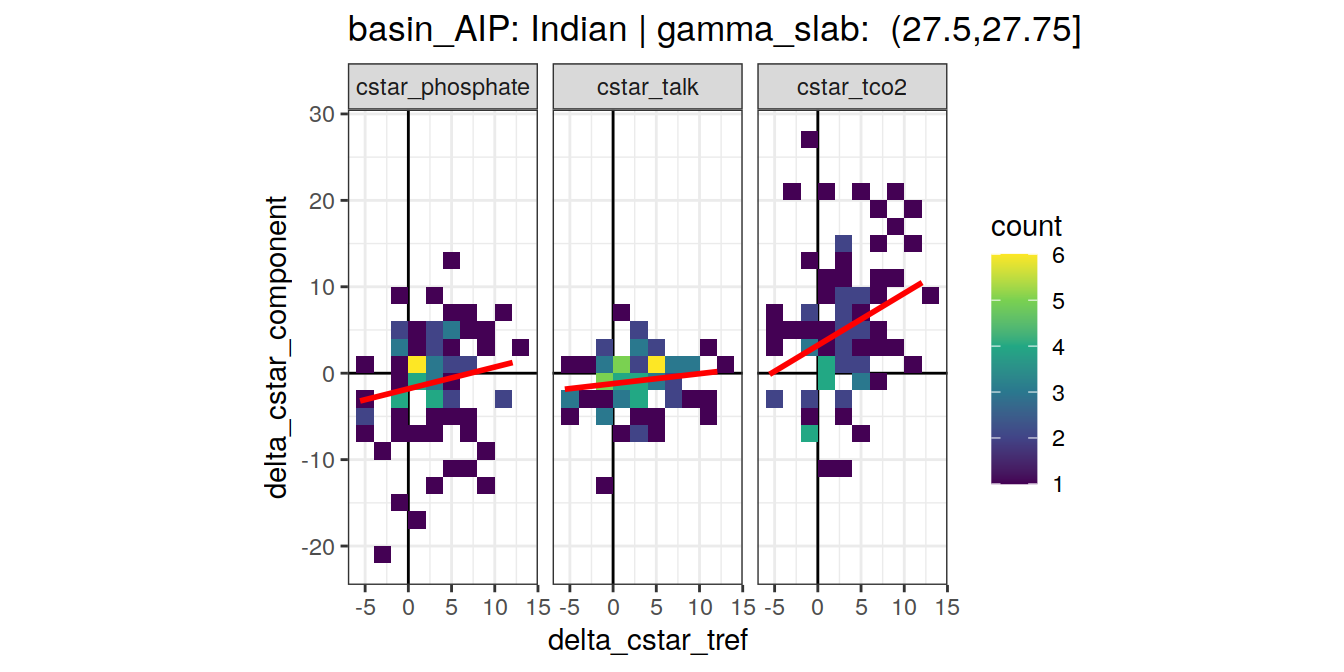 basin_AIP: Indian | gamma_slab:  (27.5,27.75]
cstar_phosphate
cstar_talk
cstar_tco2
30
20
10
0
-10
-20
delta_cstar_component
-5 0 5 10 15
-5 0 5 10 15
-5 0 5 10 15
delta_cstar_tref
count
6
5
4
3
2
1